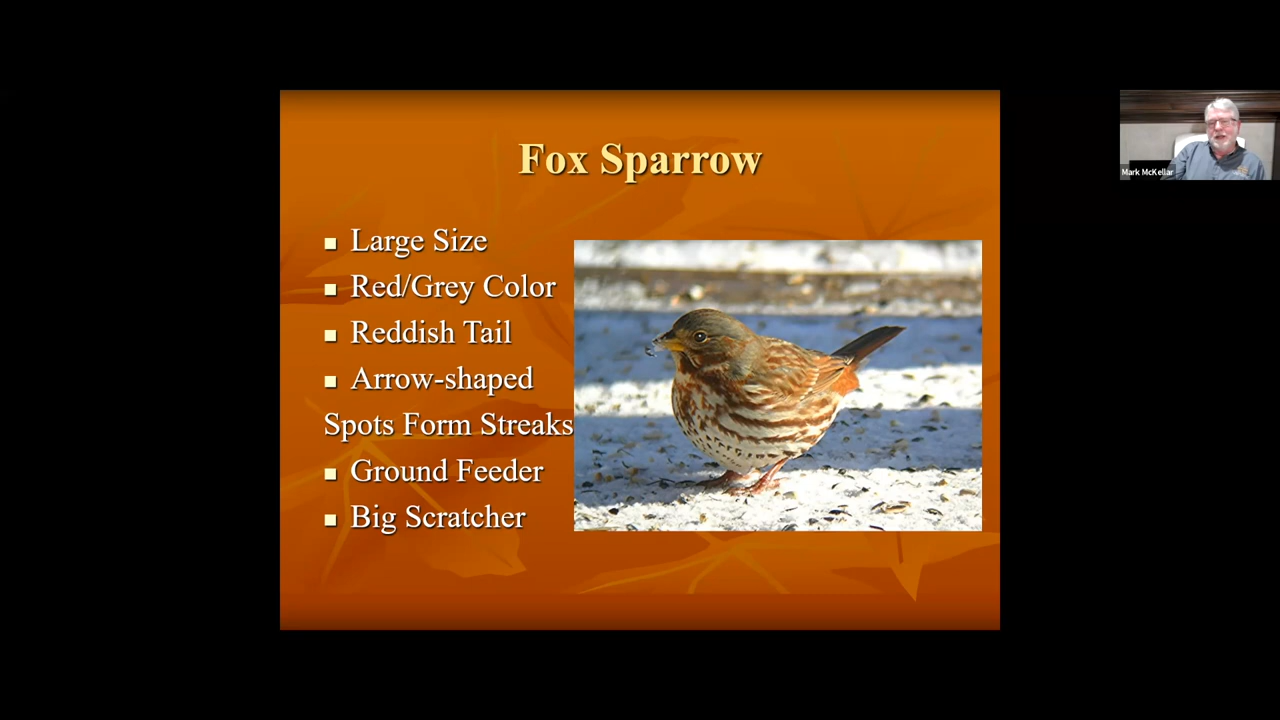 Fox Sparrow
Large Size
Red/Grey Color
Reddish Tail
Arrow-shaped
Spots Form Streaks
Ground Feeder
Big Scratcher
Mark McKellar